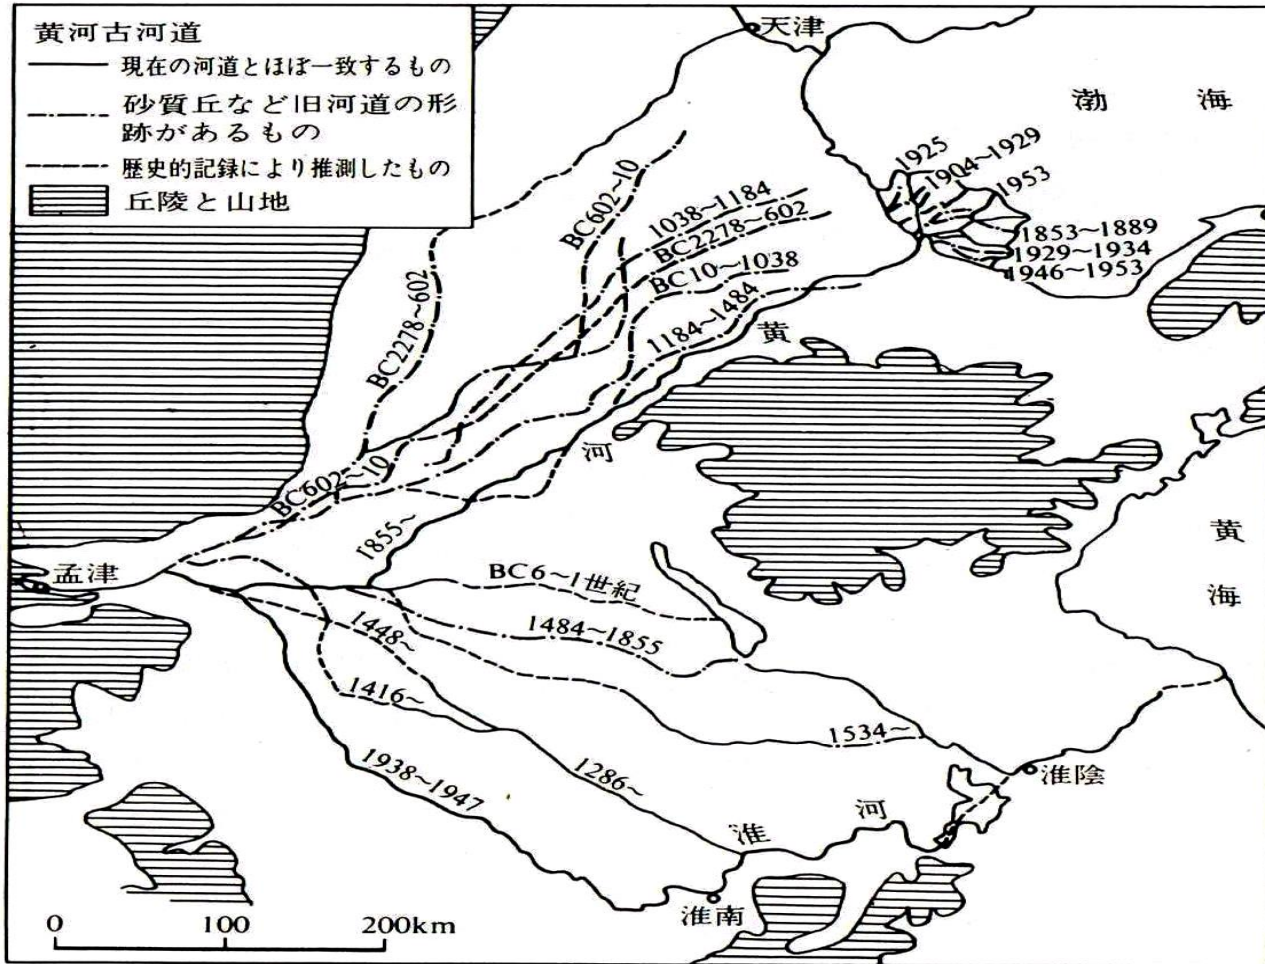 黄河古河道
現在の河道とほぼ一致するもの
砂質丘など旧河道の形
跡があるもの
歴史的記録により推測したもの
丘陵と山地
天津
渤海
1925
1904~1929
1953
1853~1889
1929~1934
1946~1953
BC602~10
1038~1184
BC2278~602
BC10~1038
1184~1484
BC2278~602
黄
河
BC602~10
1855~
孟津
BC6~1世紀
1484~1855
1448~
1416~
1534~
1938~1947
1286~
黄
海
淮陰
淮河
淮南
0 100 200km